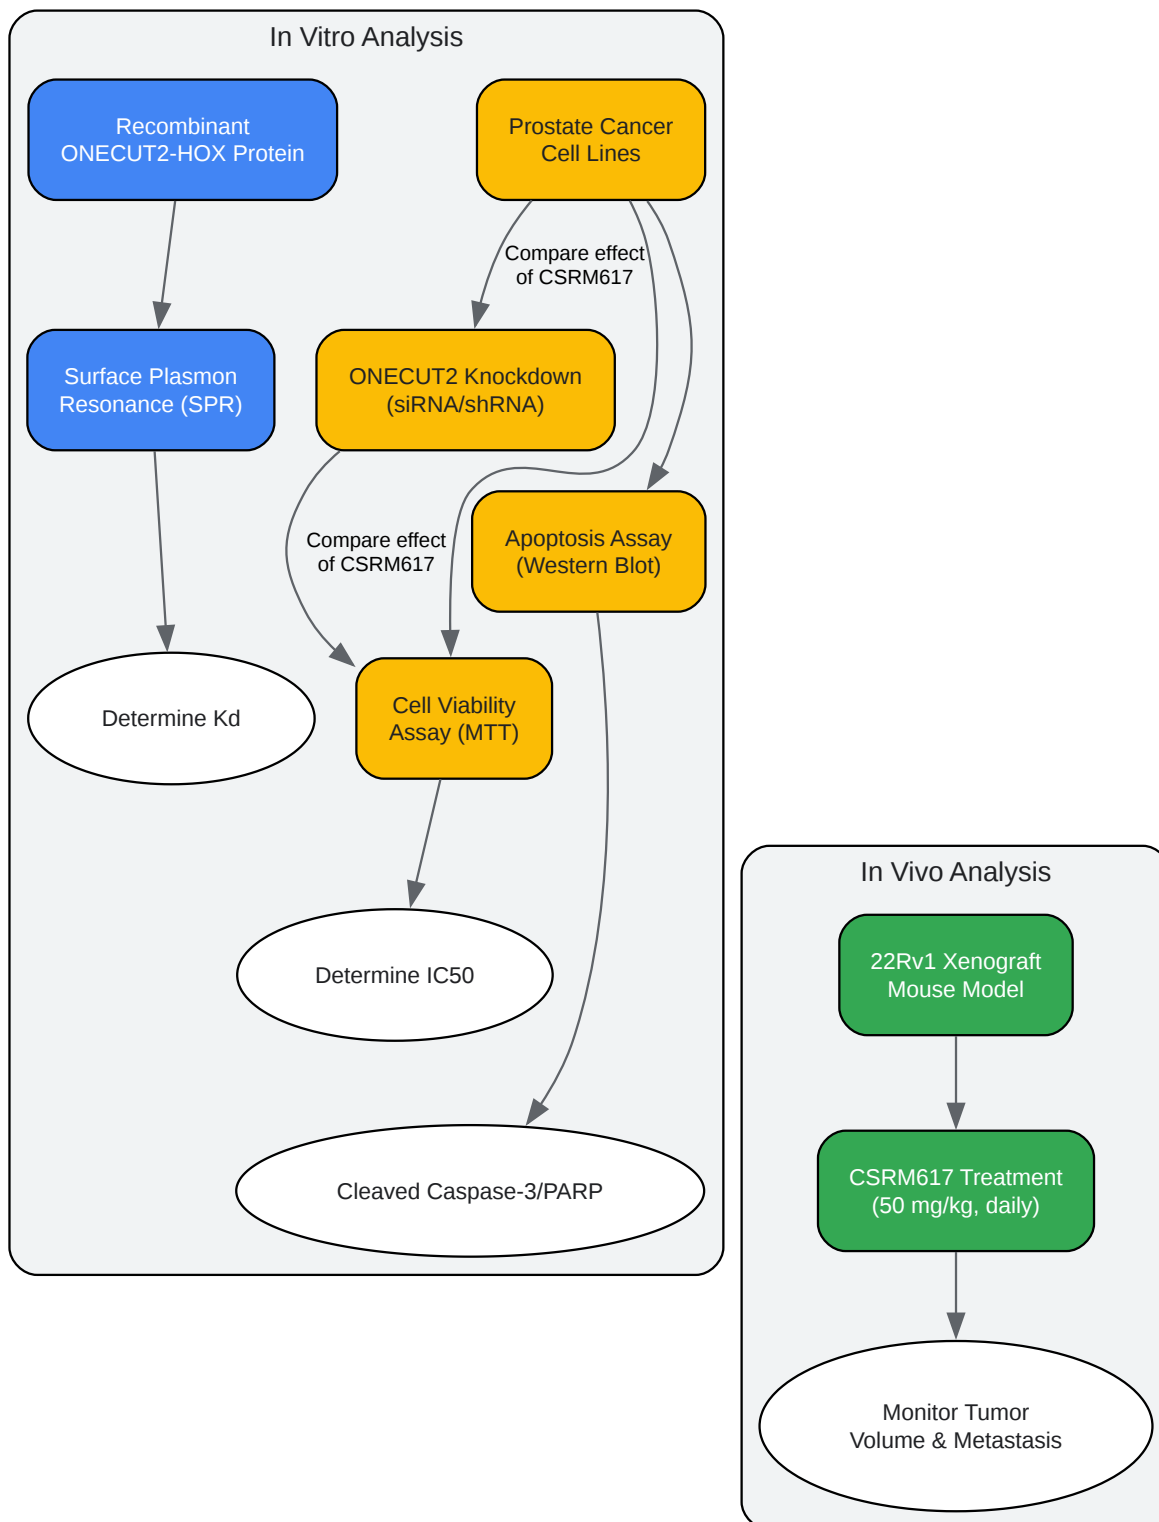 In Vitro Analysis
Recombinant
ONECUT2-HOX Protein
Prostate Cancer
Cell Lines
Compare effect
of CSRM617
Surface Plasmon
Resonance (SPR)
ONECUT2 Knockdown
(siRNA/shRNA)
Compare effect
of CSRM617
Apoptosis Assay
(Western Blot)
Determine Kd
Cell Viability
Assay (MTT)
Determine IC50
Cleaved Caspase-3/PARP
In Vivo Analysis
22Rv1 Xenograft
Mouse Model
CSRM617 Treatment
(50 mg/kg, daily)
Monitor Tumor
Volume & Metastasis